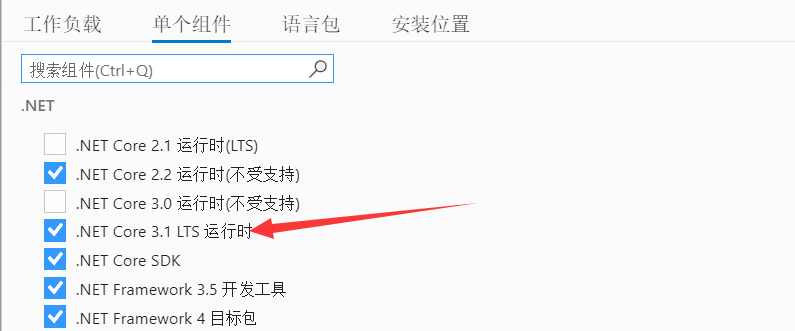 工作负载 单个组件 语言包 安装位置
搜索组件(Ctrl+Q)
.NET
.NET Core 2.1 运行时(LTS)
.NET Core 2.2 运行时(不受支持)
.NET Core 3.0 运行时(不受支持)
.NET Core 3.1 LTS 运行时
.NET Core SDK
.NET Framework 3.5 开发工具
.NET Framework 4 目标包